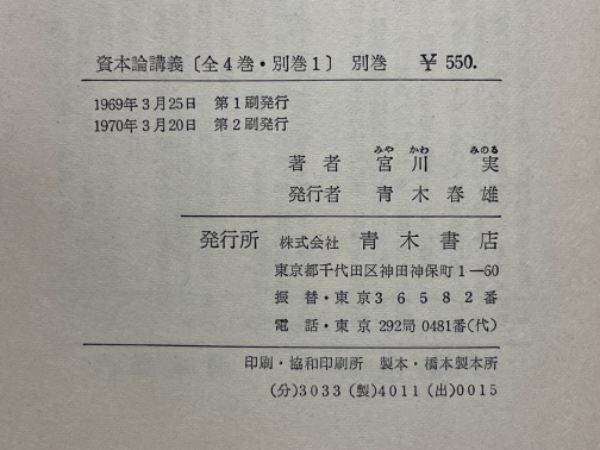 資本論講義〔全4巻・別巻1〕 別巻 ￥550.
1969年3月25日 第1刷発行
1970年3月20日 第2刷発行
みや かわ みのる
著者 宮川 実
発行者 青木春雄
発行所 株式会社 青木書店
東京都千代田区神田神保町1―60
振替・東京36582番
電話・東京 292局 0481番(代)
印刷・協和印刷所 製本・橋本製本所
(分)3033(製)4011(出)0015